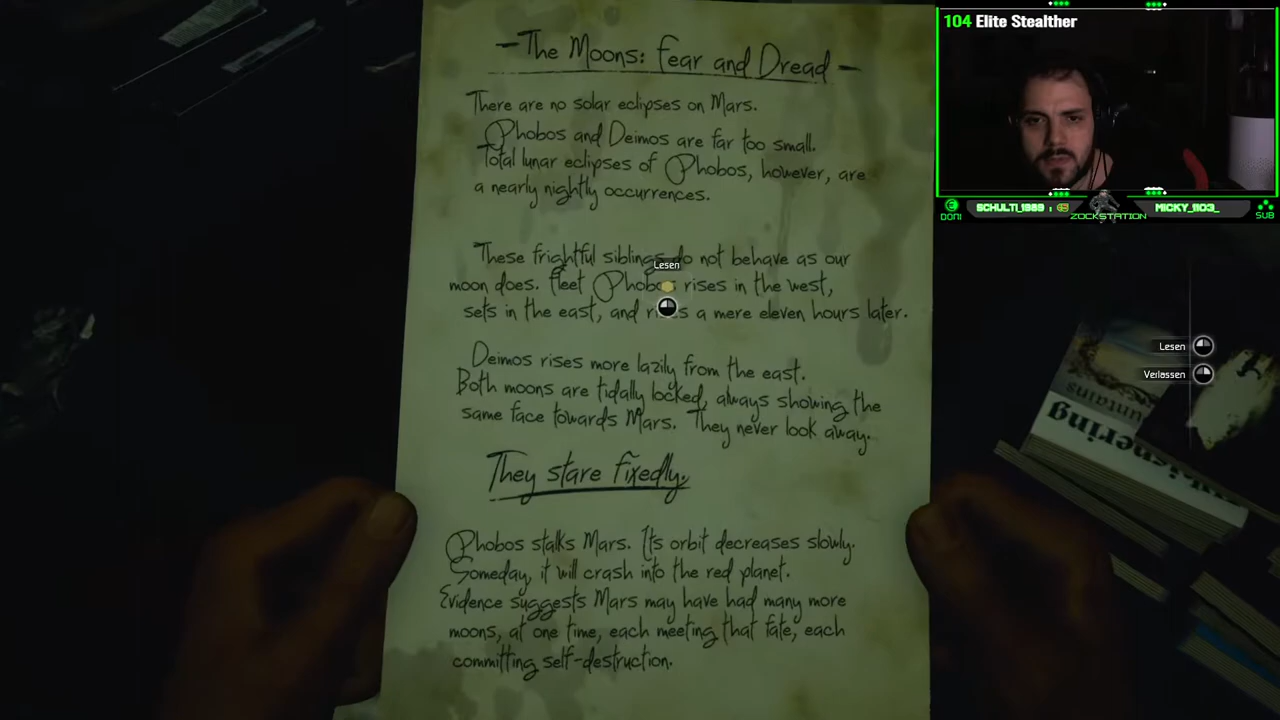 104 Elite Stealther
- The Moons: Fear and Dread -
There are no solar eclipses on Mars.
Phobos and Deimos are far too small.
Total lunar eclipses of Phobos, however, are
a nearly nightly occurrences.
DONI
SCHULTI_1989 :
ZOCKSTATION
MICKY_1103_
SUB
These frightful siblings do not behave as our
moon does. Fleet Phobos rises in the west,
sets in the east, and rises a mere eleven hours later.
Lesen
Deimos rises more lazily from the east.
Both moons are tidally locked, always showing the
same face towards Mars. They never look away.
They stare fixedly.
Phobos stalks Mars. Its orbit decreases slowly.
Someday, it will crash into the red planet.
Evidence suggests Mars may have had many more
moons, at one time, each meeting that fate, each
committing self-destruction.
Lesen
Verlassen